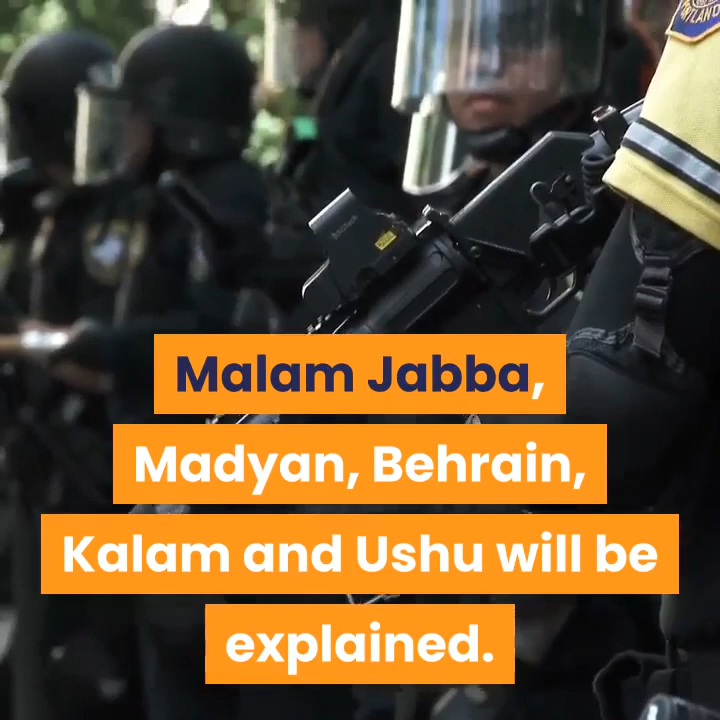 Malam Jabba,
Madyan, Behrain,
Kalam and Ushu will be
explained.